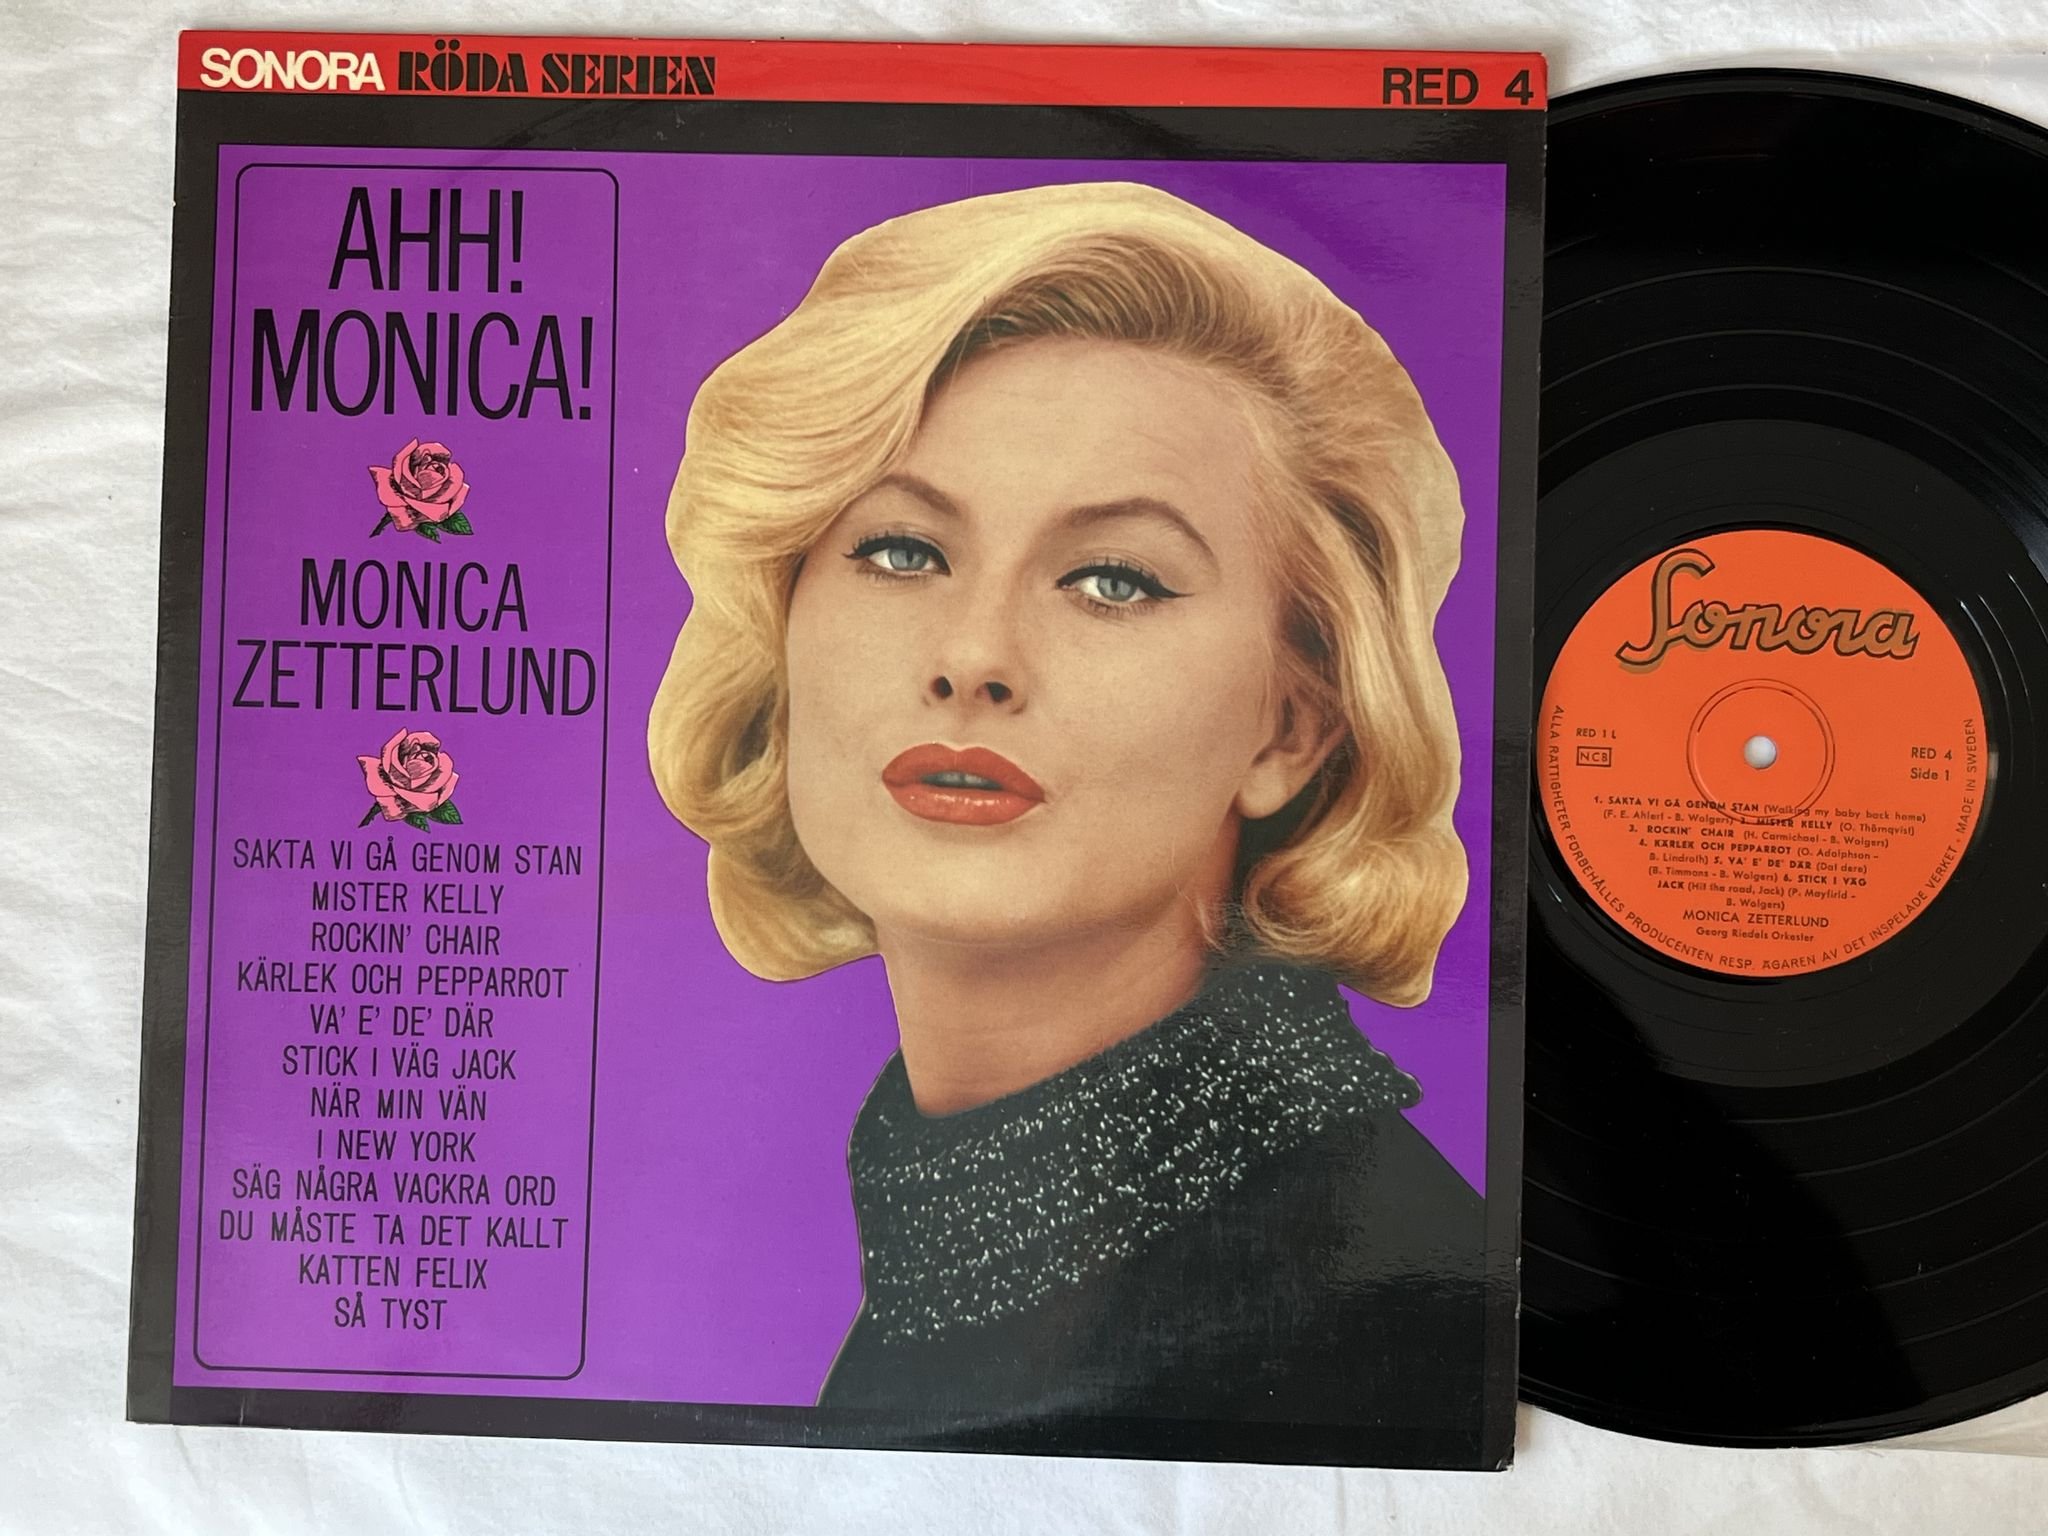 SONORA RÖDA SERIEN RED 4
AHH!
MONICA!
MONICA
ZETTERLUND
SAKTA VI GÅ GENOM STAN
MISTER KELLY
ROCKIN' CHAIR
KÄRLEK OCH PEPPARROT
VA' E' DE' DÄR
STICK I VÄG JACK
NÄR MIN VÄN
I NEW YORK
SÄG NÅGRA VACKRA ORD
DU MÅSTE TA DET KALLT
KATTEN FELIX
SÅ TYST
Sonora
RED 1 L
NCB
RED 4
Side 1
1. SAKTA VI GÅ GENOM STAN (Walking my baby back home)
(F. E. Ahlert - B. Wolgers) 2. MISTER KELLY (O. Thörnqvist)
3. ROCKIN' CHAIR (H. Carmichael - B. Wolgers)
4. KÄRLEK OCH PEPPARROT (O. Adolphson -
B. Lindroth) 5. VA' E' DE' DÄR (Dat dere)
(B. Timmons - B. Wolgers) 6. STICK I VÄG
JACK (Hit the road, Jack) (P. Mayfirld -
B. Wolgers)
MONICA ZETTERLUND
Georg Riedels Orkester
ALLA RÄTTIGHETER FÖRBEHÅLLES PRODUCENTEN RESP. ÄGAREN AV DET INSPELADE VERKET. MADE IN SWEDEN